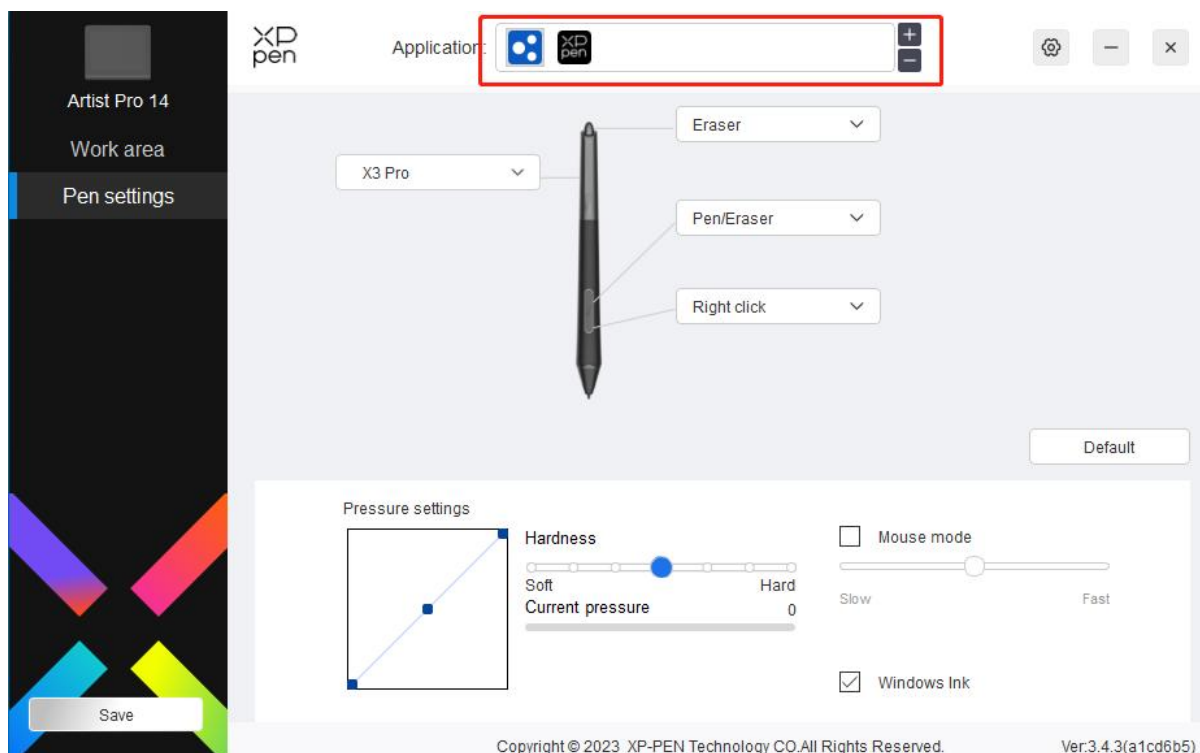 XP
pen
Application:
XP
pen
+
−
×
Artist Pro 14
Work area
Pen settings
Eraser
X3 Pro
Pen/Eraser
Right click
Default
Pressure settings
Hardness
Soft
Hard
Current pressure
0
Mouse mode
Slow
Fast
Windows Ink
Save
Copyright © 2023 XP-PEN Technology CO.All Rights Reserved.
Ver:3.4.3(a1cd6b5)